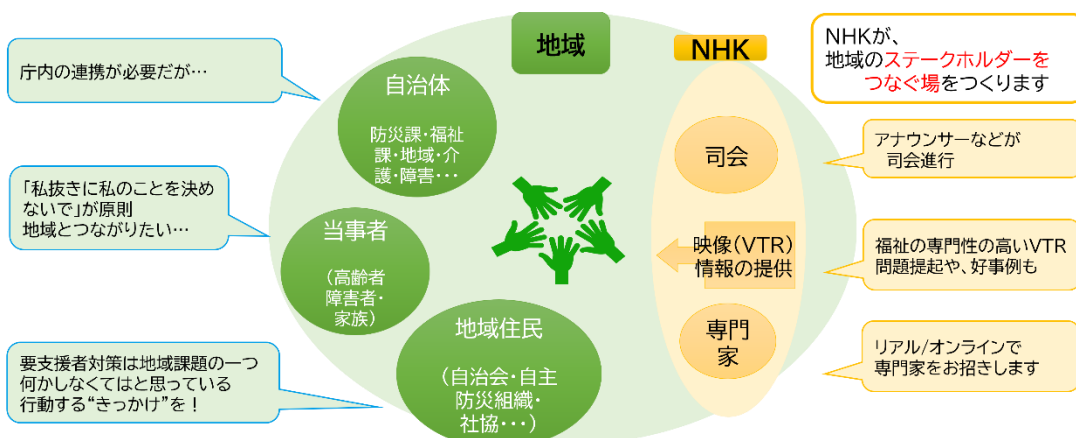 地域
NHK
NHKが、
地域のステークホルダーを
つなぐ場をつくります
庁内の連携が必要だが…
自治体
防災課・福祉
課・地域・介
護・障害・・・
司会
アナウンサーなどが
司会進行
「私抜きに私のことを決め
ないで」が原則
地域とつながりたい…
当事者
(高齢者
障害者・
家族)
映像(VTR)
情報の提供
福祉の専門性の高いVTR
問題提起や、好事例も
要支援者対策は地域課題の一つ
何かしなくてはと思っている
行動する“きっかけ”を!
地域住民
(自治会・自主
防災組織・
社協・・・)
専門
家
リアル/オンラインで
専門家をお招きします